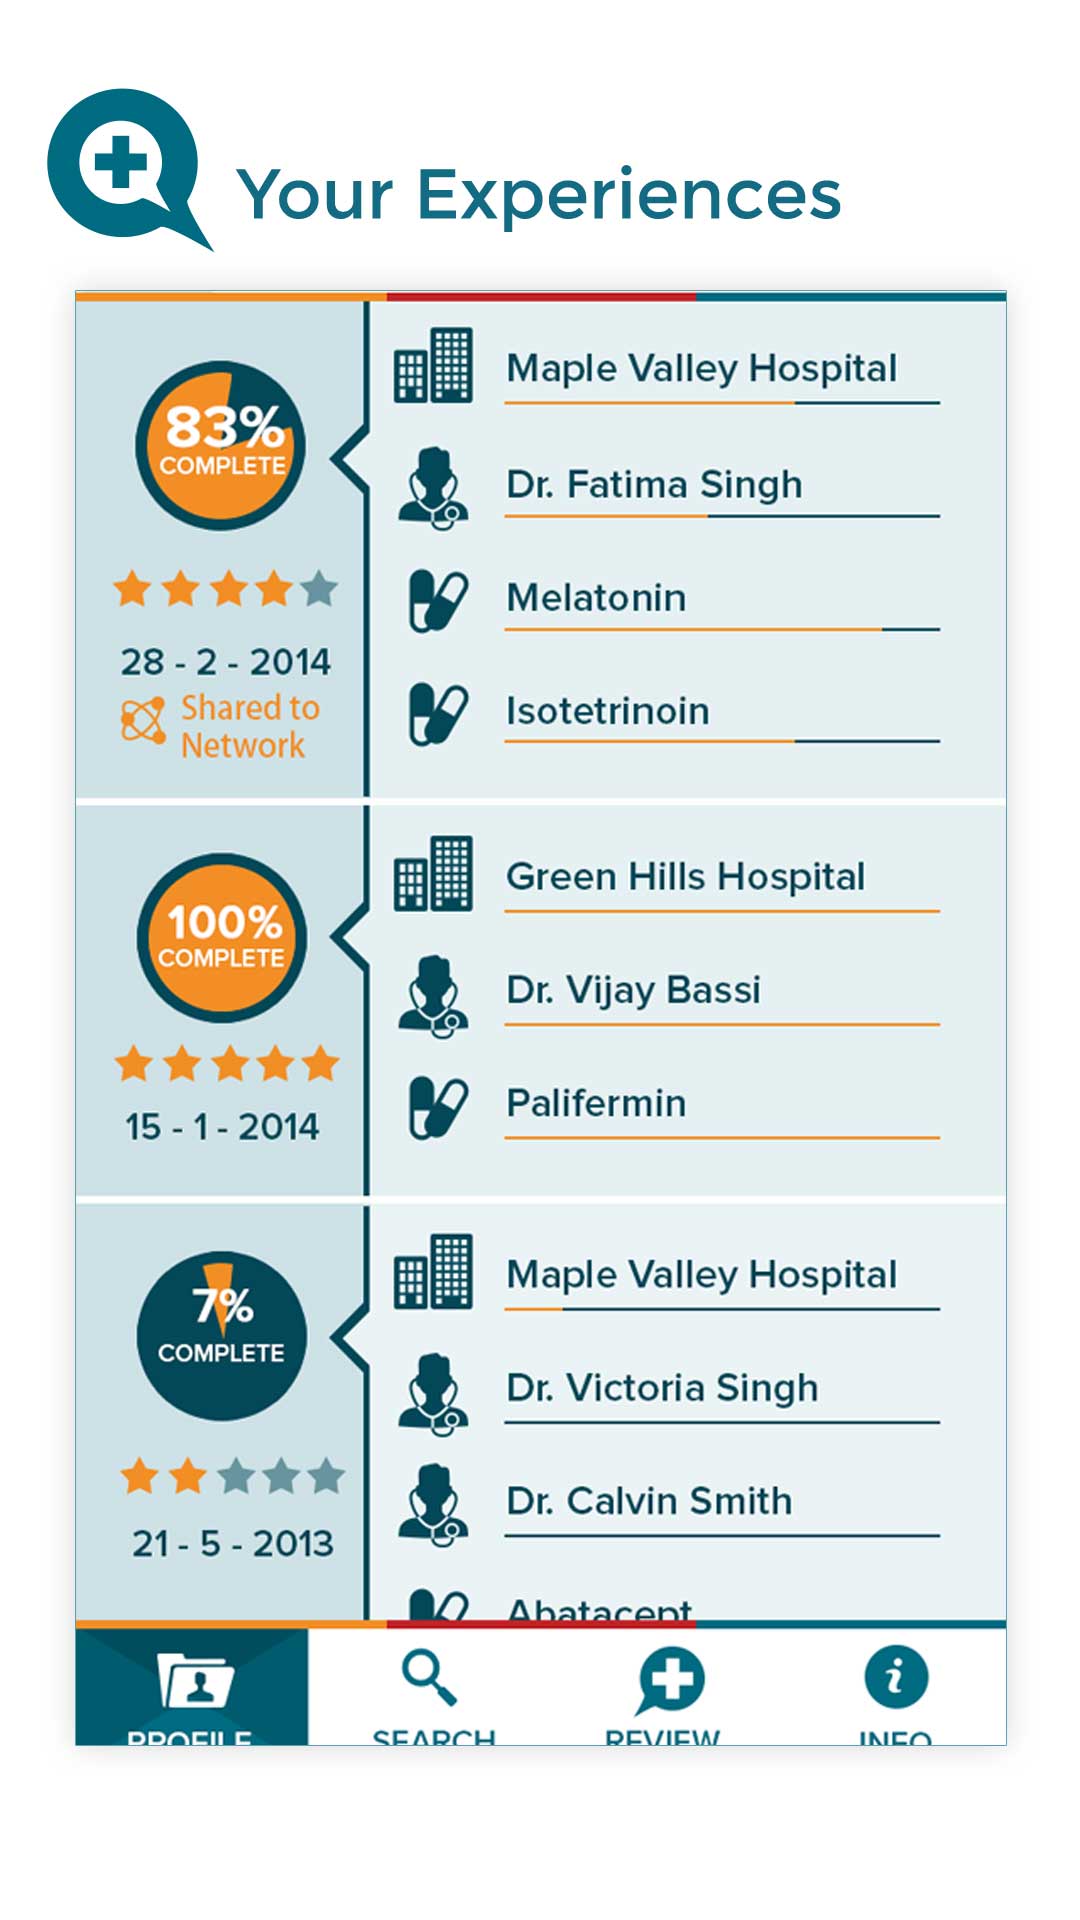 Your Experiences
83%
COMPLETE
28 - 2 - 2014
Shared to
Network
Maple Valley Hospital
Dr. Fatima Singh
Melatonin
Isotetrinoin
100%
COMPLETE
15 - 1 - 2014
Green Hills Hospital
Dr. Vijay Bassi
Palifermin
7%
COMPLETE
21 - 5 - 2013
Maple Valley Hospital
Dr. Victoria Singh
Dr. Calvin Smith
Abatacept
PROFILE
SEARCH
REVIEW
INFO